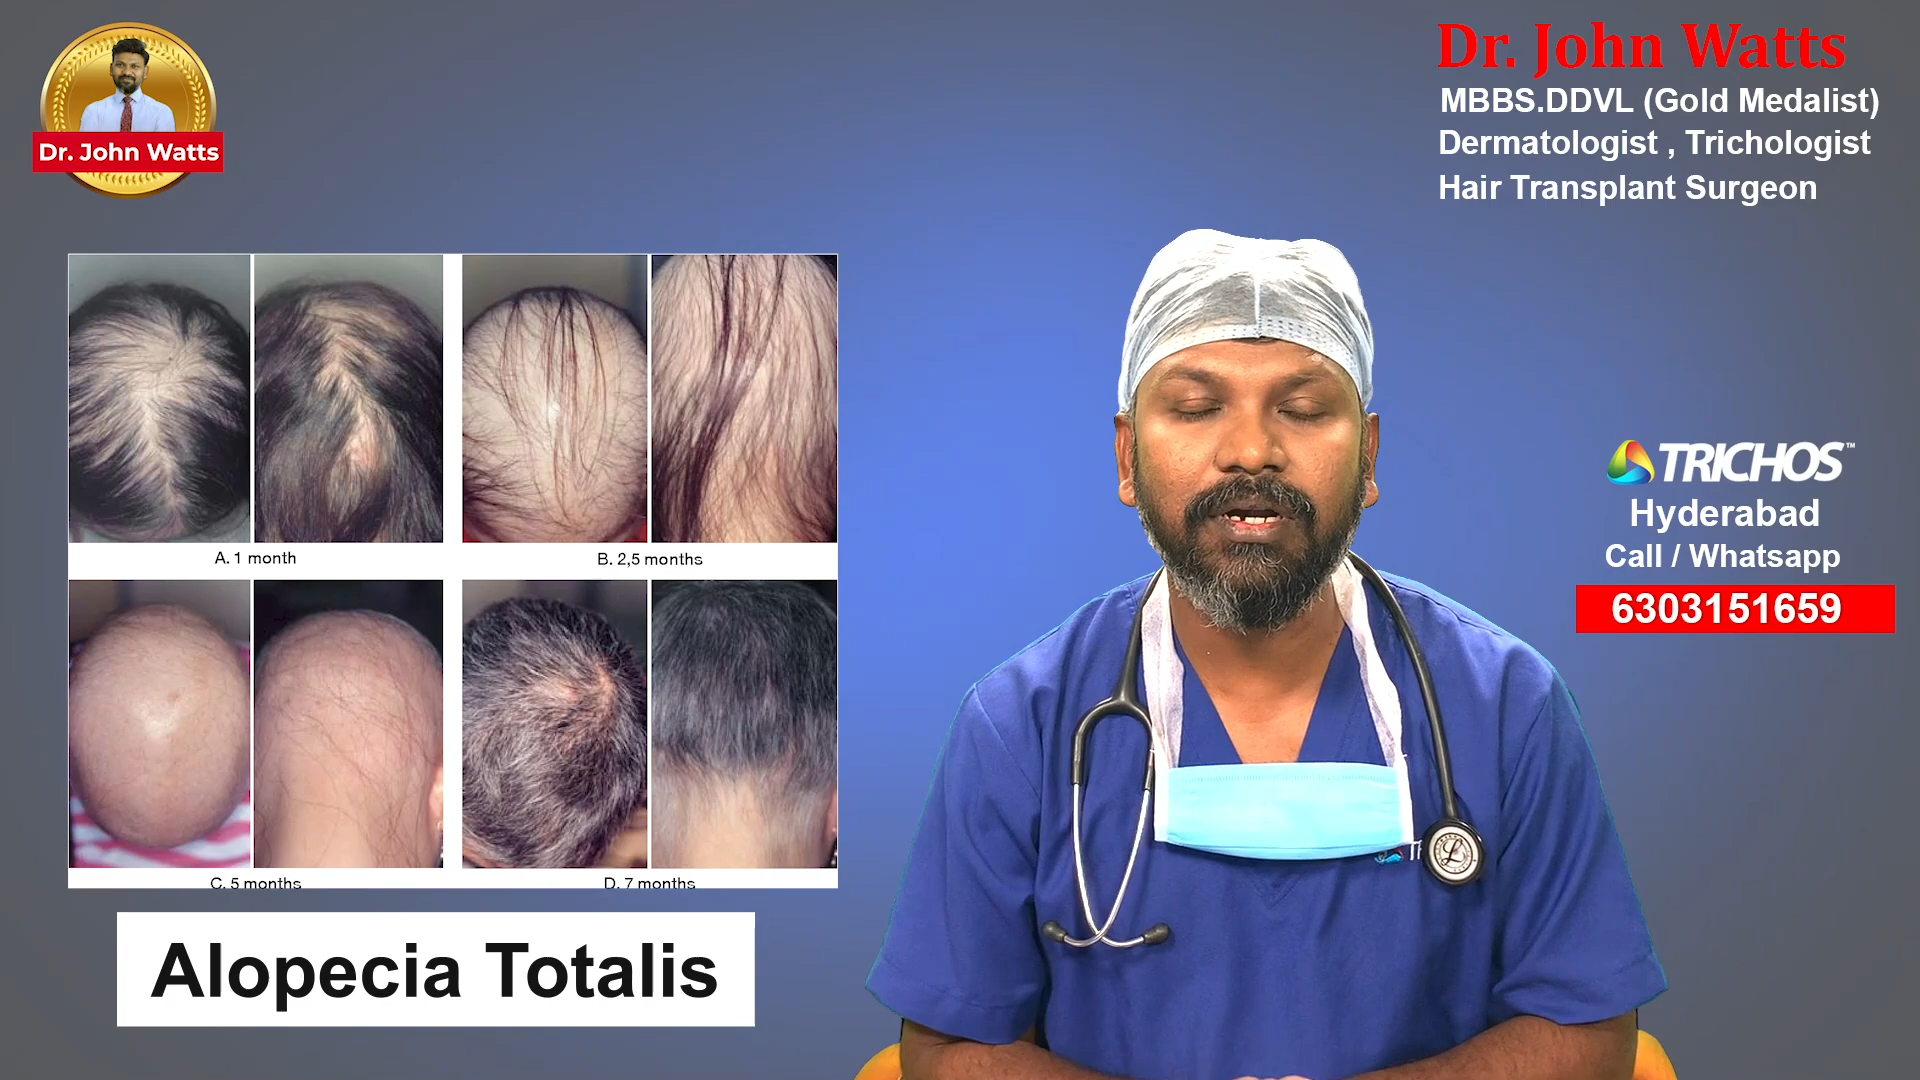 Dr. John Watts
Dr. John Watts
MBBS.DDVL (Gold Medalist)
Dermatologist , Trichologist
Hair Transplant Surgeon
A. 1 month
B. 2,5 months
C. 5 months
D. 7 months
Alopecia Totalis
TRICHOS™
Hyderabad
Call / Whatsapp
6303151659